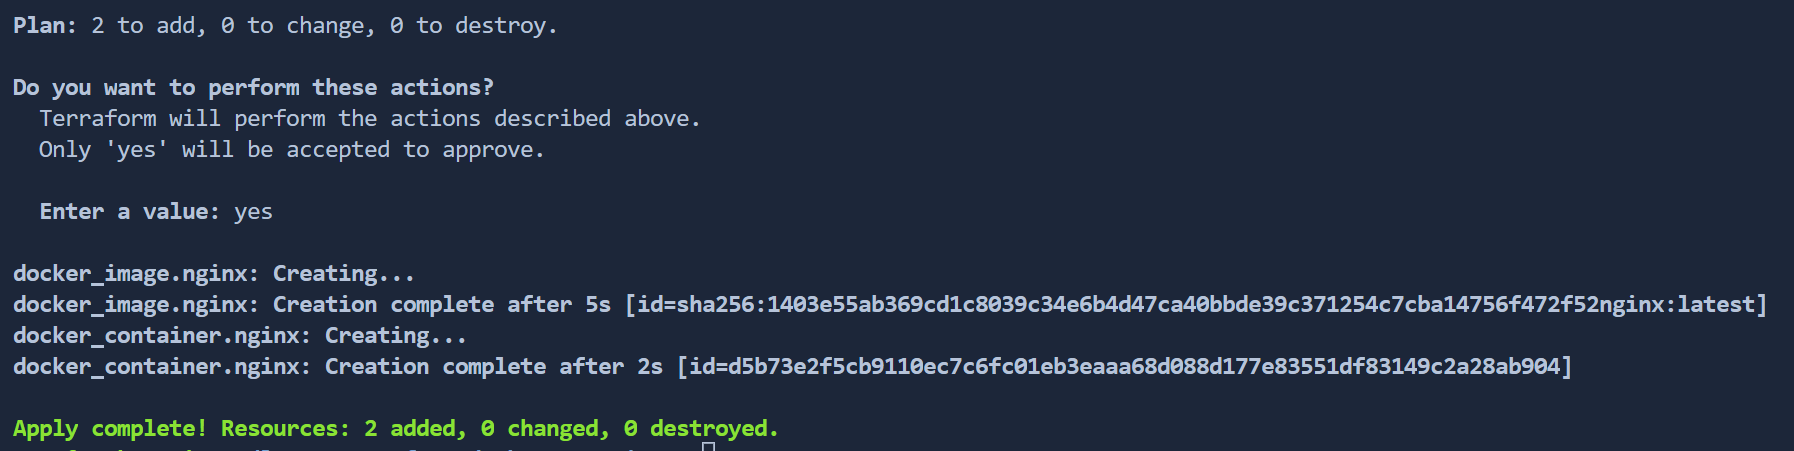 Plan: 2 to add, 0 to change, 0 to destroy.
Do you want to perform these actions?
Terraform will perform the actions described above.
Only 'yes' will be accepted to approve.
Enter a value: yes
docker_image.nginx: Creating...
docker_image.nginx: Creation complete after 5s [id=sha256:1403e55ab369cd1c8039c34e6b4d47ca40bbde39c371254c7cba14756f472f52nginx:latest]
docker_container.nginx: Creating...
docker_container.nginx: Creation complete after 2s [id=d5b73e2f5cb9110ec7c6fc01eb3eaaa68d088d177e83551df83149c2a28ab904]
Apply complete! Resources: 2 added, 0 changed, 0 destroyed.